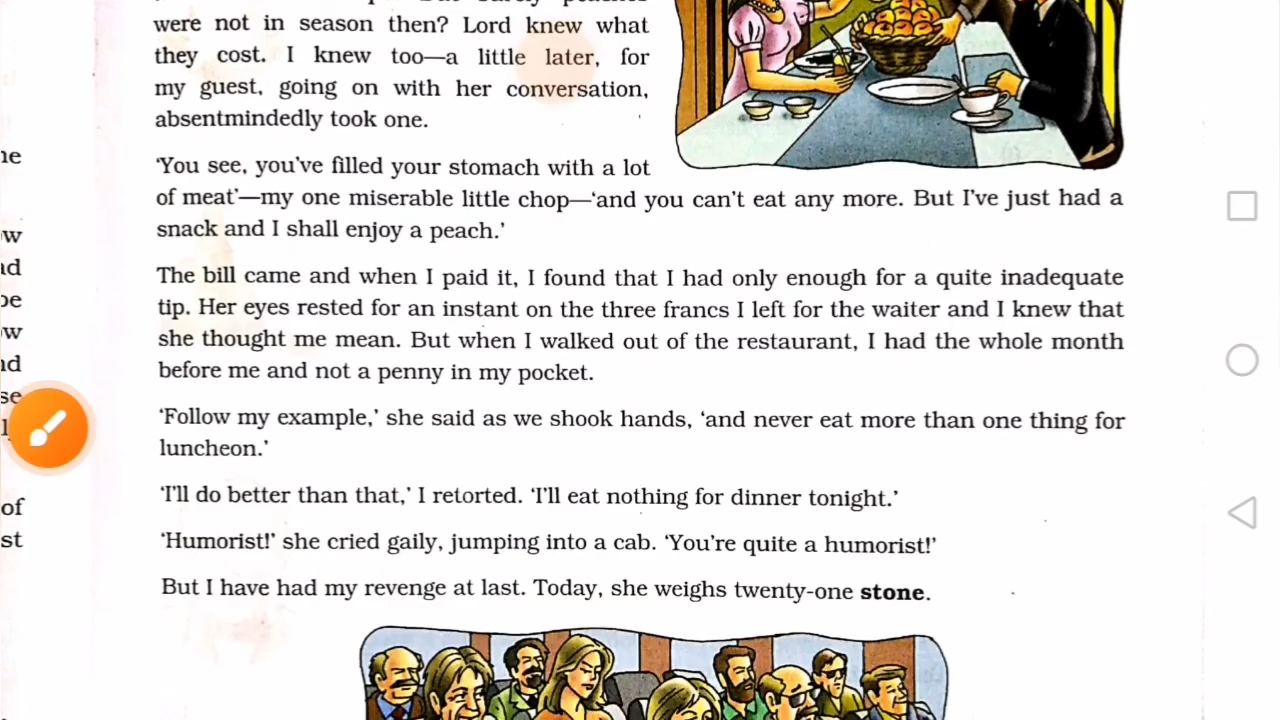 were not in season then? Lord knew what
they cost. I knew too—a little later, for
my guest, going on with her conversation,
absentmindedly took one.
‘You see, you’ve filled your stomach with a lot
of meat’—my one miserable little chop—‘and you can’t eat any more. But I’ve just had a
snack and I shall enjoy a peach.’
The bill came and when I paid it, I found that I had only enough for a quite inadequate
tip. Her eyes rested for an instant on the three francs I left for the waiter and I knew that
she thought me mean. But when I walked out of the restaurant, I had the whole month
before me and not a penny in my pocket.
‘Follow my example,’ she said as we shook hands, ‘and never eat more than one thing for
luncheon.’
‘I’ll do better than that,’ I retorted. ‘I’ll eat nothing for dinner tonight.’
‘Humorist!’ she cried gaily, jumping into a cab. ‘You’re quite a humorist!’
But I have had my revenge at last. Today, she weighs twenty-one stone.
of